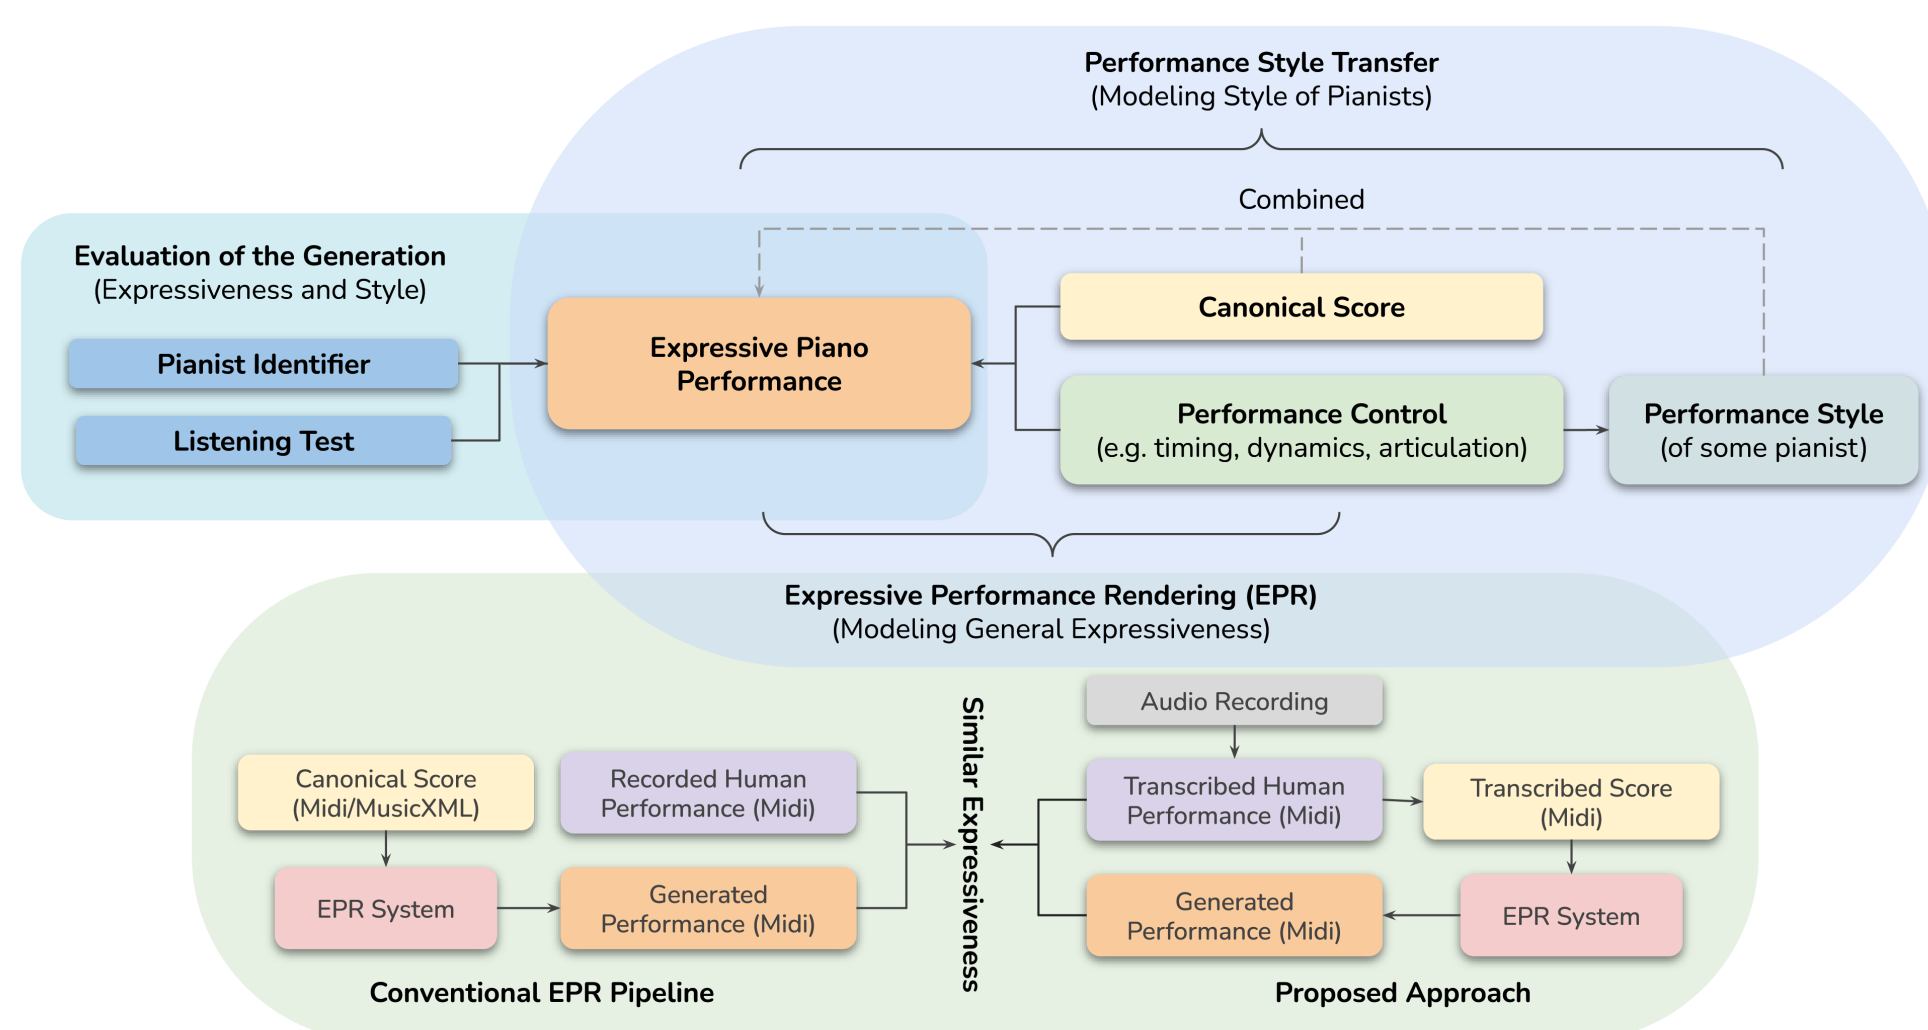 Performance Style Transfer
(Modeling Style of Pianists)
Combined
Evaluation of the Generation
(Expressiveness and Style)
Pianist Identifier
Listening Test
Expressive Piano
Performance
Canonical Score
Performance Control
(e.g. timing, dynamics, articulation)
Performance Style
(of some pianist)
Expressive Performance Rendering (EPR)
(Modeling General Expressiveness)
Canonical Score
(Midi/MusicXML)
Recorded Human
Performance (Midi)
EPR System
Generated
Performance (Midi)
Conventional EPR Pipeline
Similar Expressiveness
Audio Recording
Transcribed Human
Performance (Midi)
Transcribed Score
(Midi)
Generated
Performance (Midi)
EPR System
Proposed Approach